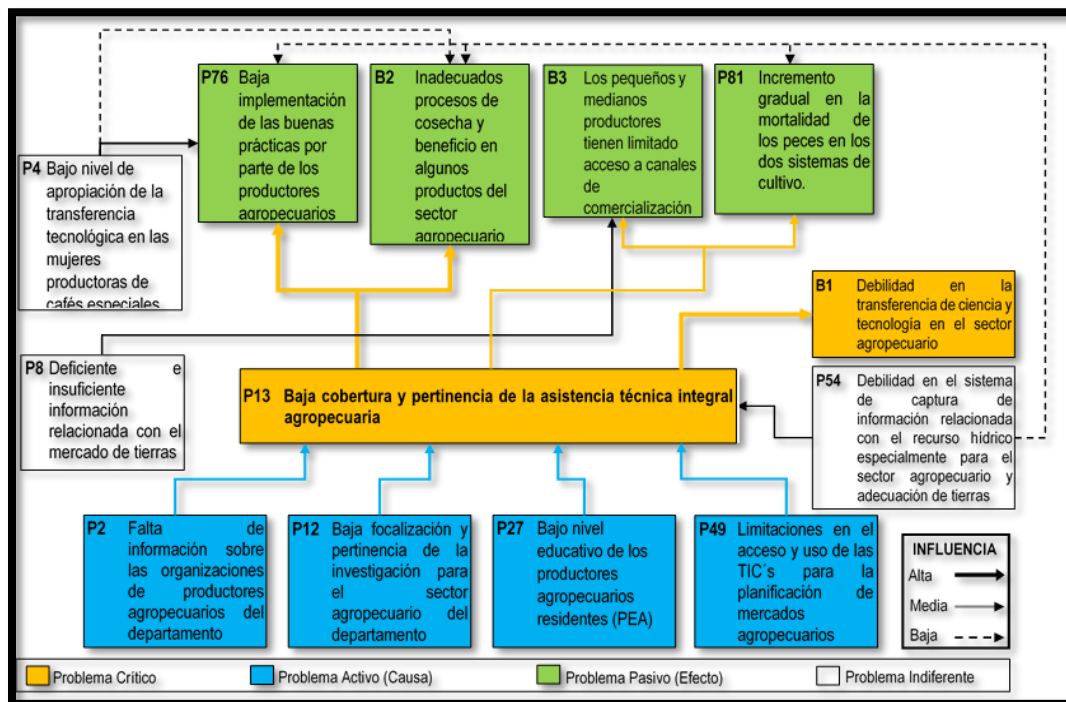 P76 Baja
implementación
de las buenas
prácticas por
parte de los
productores
agropecuarios
B2 Inadecuados
procesos de
cosecha y
beneficio en
algunos
productos del
sector
agropecuario
B3 Los pequeños y
medianos
productores
tienen limitado
acceso a canales
de
comercialización
P81 Incremento
gradual en la
mortalidad de
los peces en los
dos sistemas de
cultivo.
P4 Bajo nivel de
apropiación de la
transferencia
tecnológica en las
mujeres
productoras de
cafés especiales
B1 Debilidad en la
transferencia de ciencia y
tecnología en el sector
agropecuario
P8 Deficiente e
insuficiente
información
relacionada con el
mercado de tierras
P13 Baja cobertura y pertinencia de la asistencia técnica integral
agropecuaria
P54 Debilidad en el sistema
de captura de
información relacionada
con el recurso hídrico
especialmente para el
sector agropecuario y
adecuación de tierras
P2 Falta de
información sobre
las organizaciones
de productores
agropecuarios del
departamento
P12 Baja focalización y
pertinencia de la
investigación para
el sector
agropecuario del
departamento
P27 Bajo nivel
educativo de los
productores
agropecuarios
residentes (PEA)
P49 Limitaciones en el
acceso y uso de las
TIC´s para la
planificación de
mercados
agropecuarios
INFLUENCIA
Alta
Media
Baja
Problema Crítico
Problema Activo (Causa)
Problema Pasivo (Efecto)
Problema Indiferente